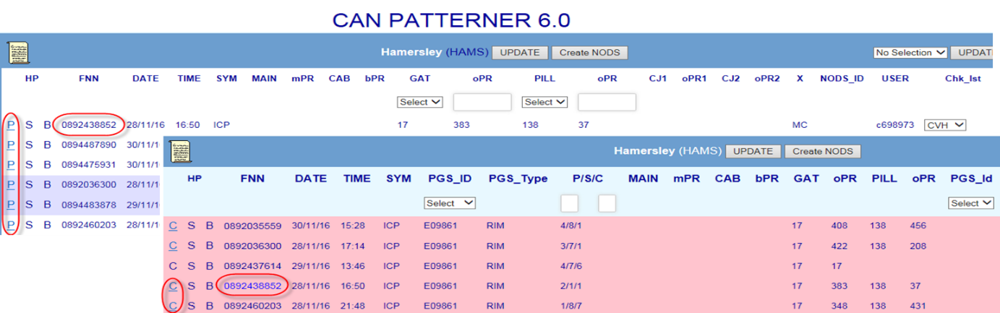 CAN PATTERNER 6.0
Hamersley (HAMS) UPDATE Create NODS No Selection UPDAT
HP FNN DATE TIME SYM MAIN mPR CAB bPR GAT oPR PILL oPR CJ1 oPR1 CJ2 oPR2 X NODS_ID USER Chk_lst
Select Select
P S B 0892438852 28/11/16 16:50 ICP 17 383 138 37 MC c698973 CVH
P S B 0894487890 30/11/1
P S B 0894475931 30/11/1
P S B 0892036300 28/11/1
P S B 0894483878 29/11/1
P S B 0892460203 28/11/1
Hamersley (HAMS) UPDATE Create NODS
HP FNN DATE TIME SYM PGS_ID PGS_Type P/S/C MAIN mPR CAB bPR GAT oPR PILL oPR PGS_Id
Select Select
C S B 0892035559 30/11/16 15:28 ICP E09861 RIM 4/8/1 17 408 138 456
C S B 0892036300 28/11/16 17:14 ICP E09861 RIM 3/7/1 17 422 138 208
C S B 0892437614 29/11/16 13:46 ICP E09861 RIM 4/7/6 17 17
C S B 0892438852 28/11/16 16:50 ICP E09861 RIM 2/1/1 17 383 138 37
C S B 0892460203 28/11/16 21:48 ICP E09861 RIM 1/8/7 17 348 138 431